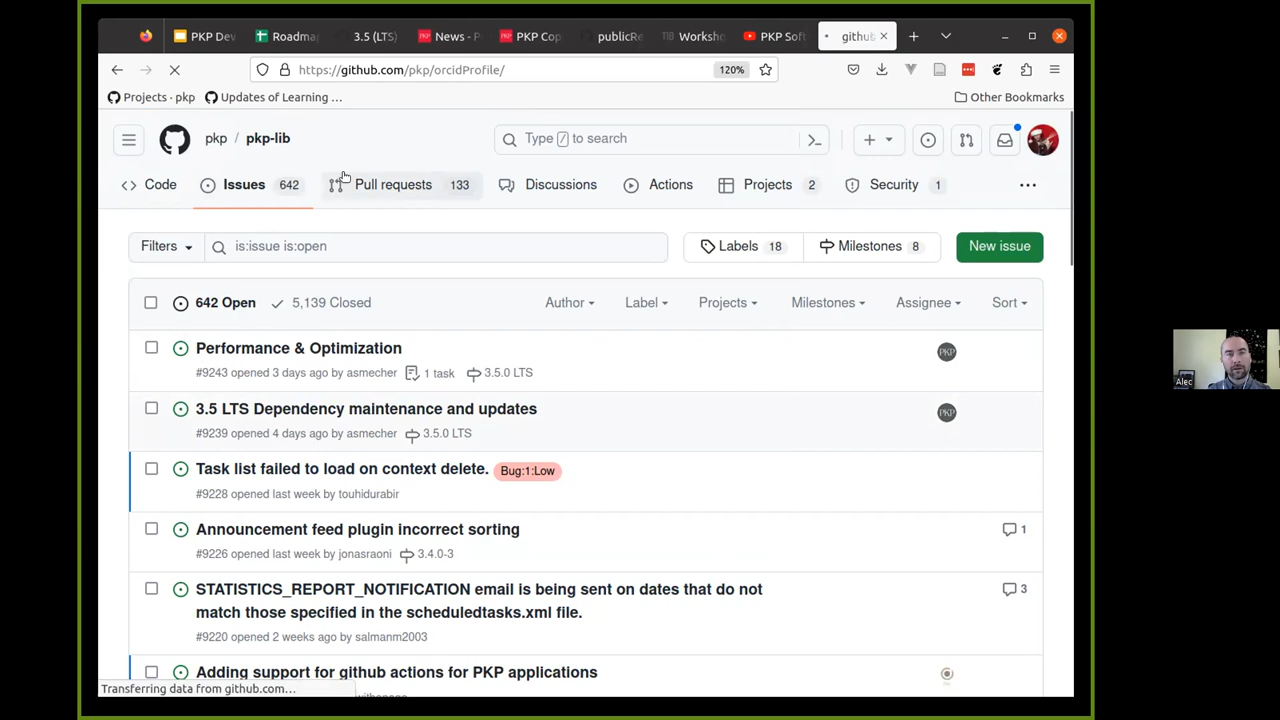 PKP Dev
Roadma
3.5 (LTS)
News - P
PKP Cop
publicRe
TIB Worksho
PKP Soft
github
https://github.com/pkp/orcidProfile/
120%
Projects · pkp
Updates of Learning ...
Other Bookmarks
pkp / pkp-lib
Type / to search
Code
Issues 642
Pull requests 133
Discussions
Actions
Projects 2
Security 1
Filters
is:issue is:open
Labels 18
Milestones 8
New issue
642 Open
5,139 Closed
Author
Label
Projects
Milestones
Assignee
Sort
Performance & Optimization
PKP
#9243 opened 3 days ago by asmecher 1 task 3.5.0 LTS
3.5 LTS Dependency maintenance and updates
PKP
#9239 opened 4 days ago by asmecher 3.5.0 LTS
Task list failed to load on context delete. Bug:1:Low
#9228 opened last week by touhidurabir
Announcement feed plugin incorrect sorting
1
#9226 opened last week by jonasraoni 3.4.0-3
STATISTICS_REPORT_NOTIFICATION email is being sent on dates that do not
match those specified in the scheduledtasks.xml file.
3
#9220 opened 2 weeks ago by salmanm2003
Adding support for github actions for PKP applications
Transferring data from github.com...
Alec